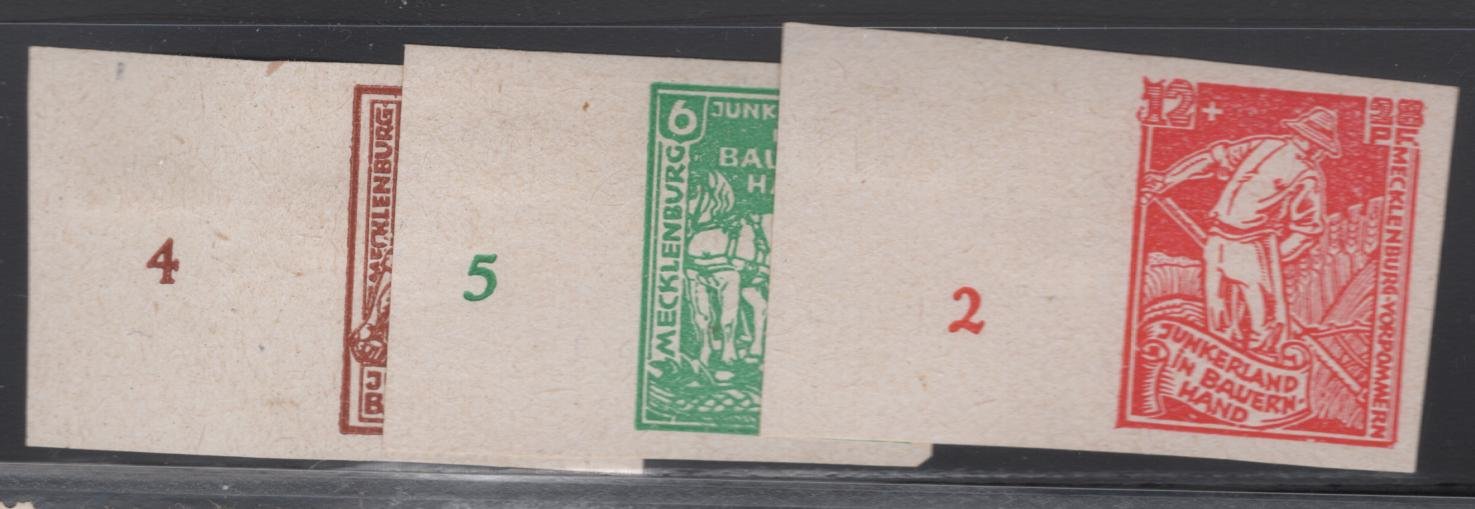 4
MECKLENBURG
J
B
5
6
JUNK
BAU
HA
MECKLENBURG
2
12+
MECKLENBURG-VORPOMMERN
JUNKERLAND
IN BAUERN-
HAND